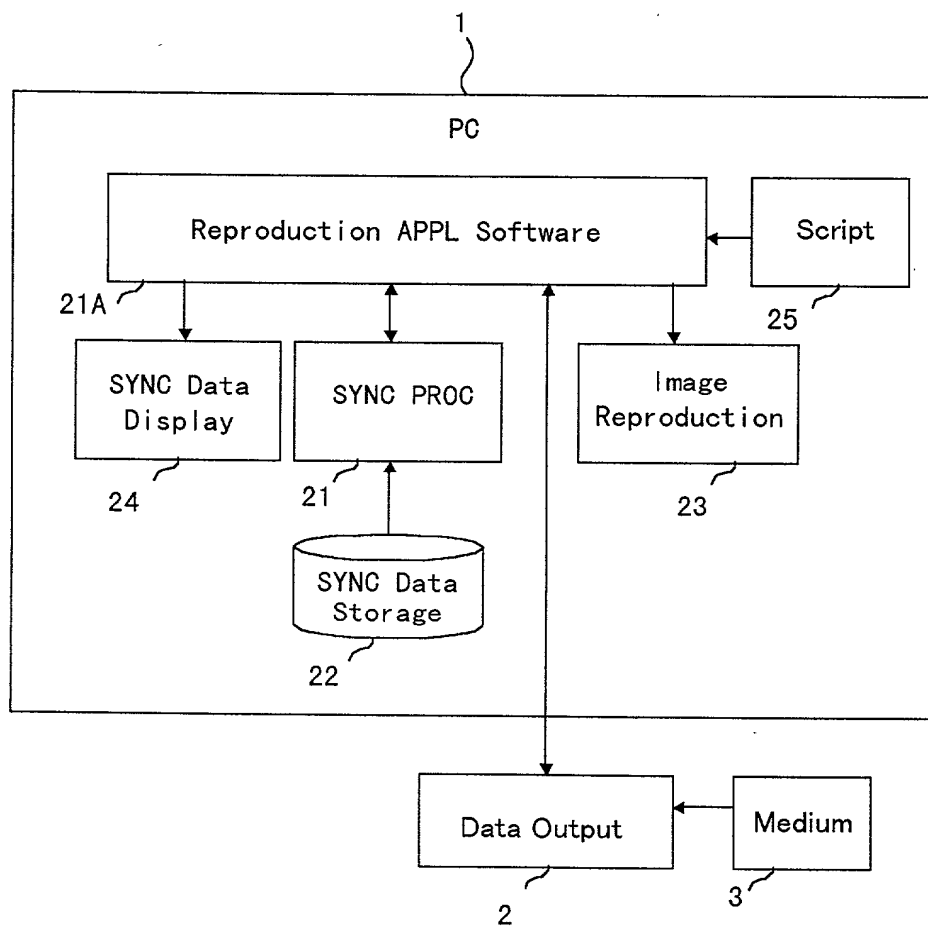 1
PC
Reproduction APPL Software
Script
21A
25
SYNC Data
Display
SYNC PROC
Image
Reproduction
24
21
23
SYNC Data
Storage
22
Data Output
Medium
2
3